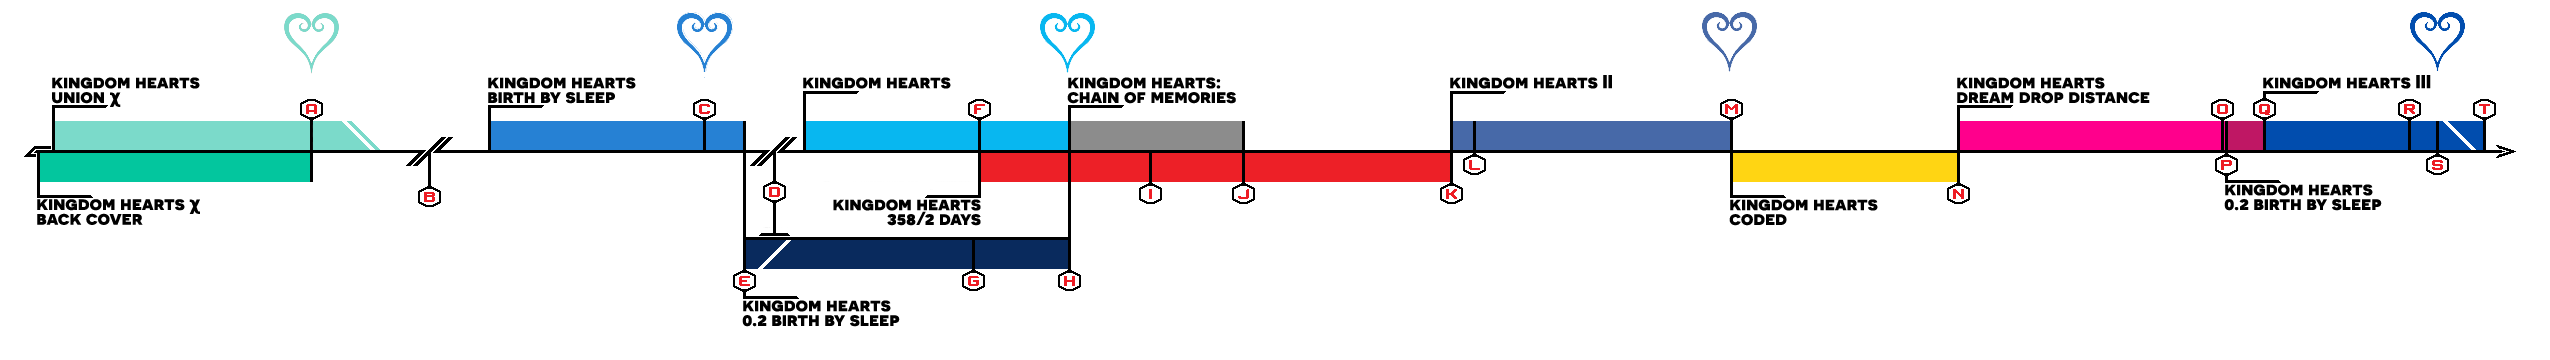 KINGDOM HEARTS
UNION χ
A
KINGDOM HEARTS χ
BACK COVER
B
KINGDOM HEARTS
BIRTH BY SLEEP
C
D
E
KINGDOM HEARTS
0.2 BIRTH BY SLEEP
KINGDOM HEARTS
F
KINGDOM HEARTS
358/2 DAYS
G
H
KINGDOM HEARTS:
CHAIN OF MEMORIES
I
J
K
KINGDOM HEARTS II
L
M
KINGDOM HEARTS
CODED
N
KINGDOM HEARTS
DREAM DROP DISTANCE
O
P
KINGDOM HEARTS
0.2 BIRTH BY SLEEP
KINGDOM HEARTS III
Q
R
S
T